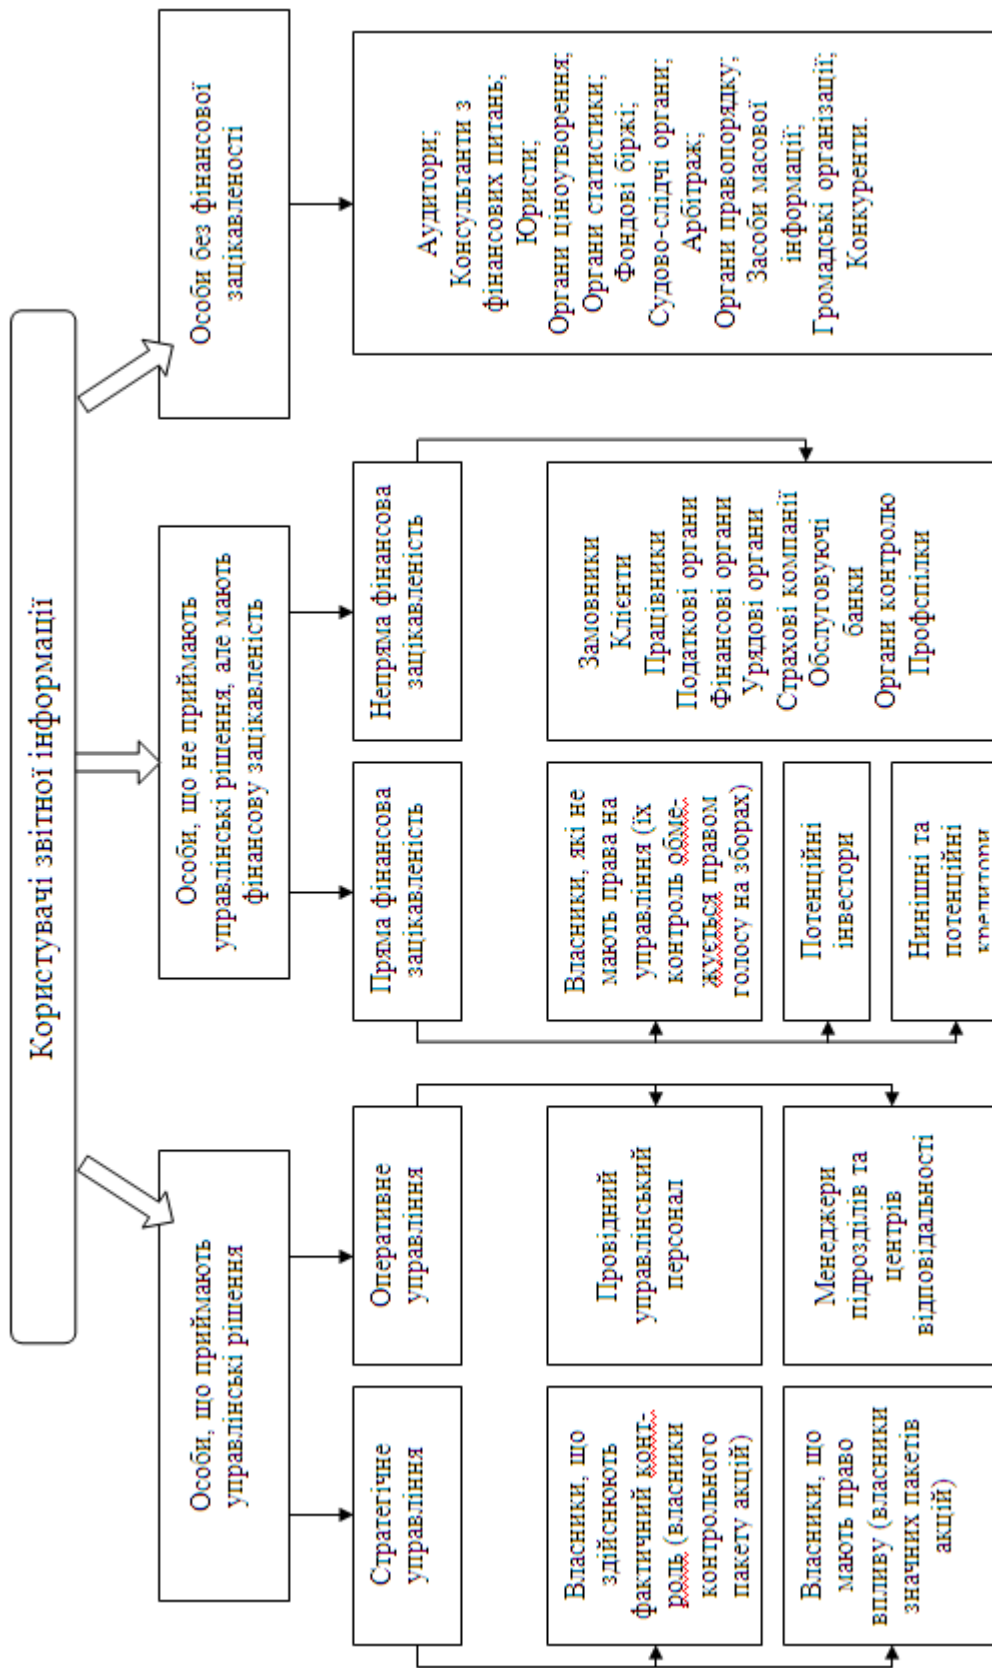 Користувачі звітної інформації
Особи, що приймають
управлінські рішення
Особи, що не приймають
управлінські рішення, але мають
фінансову зацікавленість
Особи без фінансової
зацікавленості
Стратегічне
управління
Оперативне
управління
Пряма фінансова
зацікавленість
Непряма фінансова
зацікавленість
Власники, що
здійснюють
фактичний конт-
роль (власники
контрольного
пакету акцій)
Власники, що
мають право
впливу (власники
значних пакетів
акцій)
Провідний
управлінський
персонал
Менеджери
підрозділів та
центрів
відповідальності
Власники, які не
мають права на
управління (їх
контроль обме-
жується правом
голосу на зборах)
Потенційні
інвестори
Нинішні та
потенційні
кредитори
Замовники
Клієнти
Працівники
Податкові органи
Фінансові органи
Урядові органи
Страхові компанії
Обслуговуючі
банки
Органи контролю
Профспілки
Аудитори;
Консультанти з
фінансових питань;
Юристи;
Органи ціноутворення;
Органи статистики;
Фондові біржі;
Судово-слідчі органи;
Арбітраж;
Органи правопорядку;
Засоби масової
інформації;
Громадські організації;
Конкуренти.